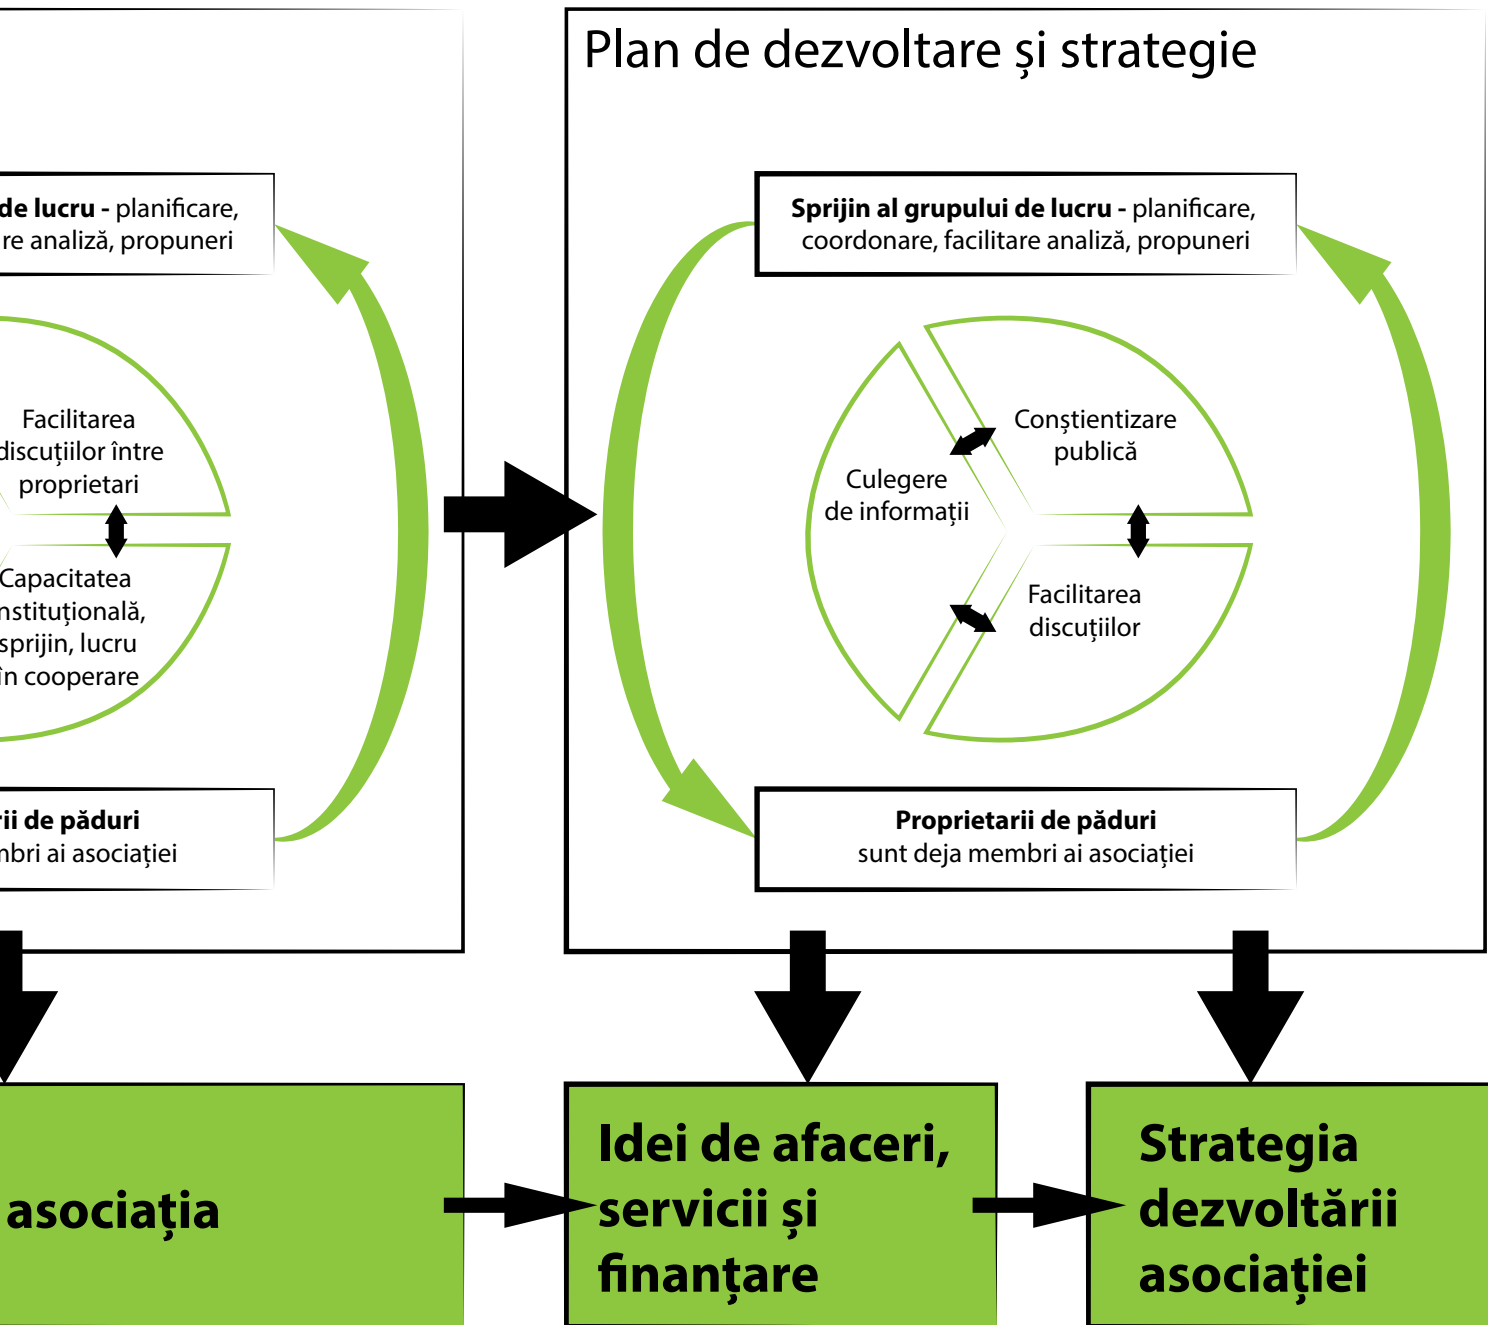 de lucru - planificare,
re analiză, propuneri
Facilitarea
discuțiilor între
proprietari
Capacitatea
nstituțională,
sprijin, lucru
în cooperare
rii de păduri
nbri ai asociației
asociația
Plan de dezvoltare și strategie
Sprijin al grupului de lucru - planificare,
coordonare, facilitare analiză, propuneri
Conștientizare
publică
Culegere
de informații
Facilitarea
discuțiilor
Proprietarii de păduri
sunt deja membri ai asociației
Idei de afaceri,
servicii și
finanțare
Strategia
dezvoltării
asociației